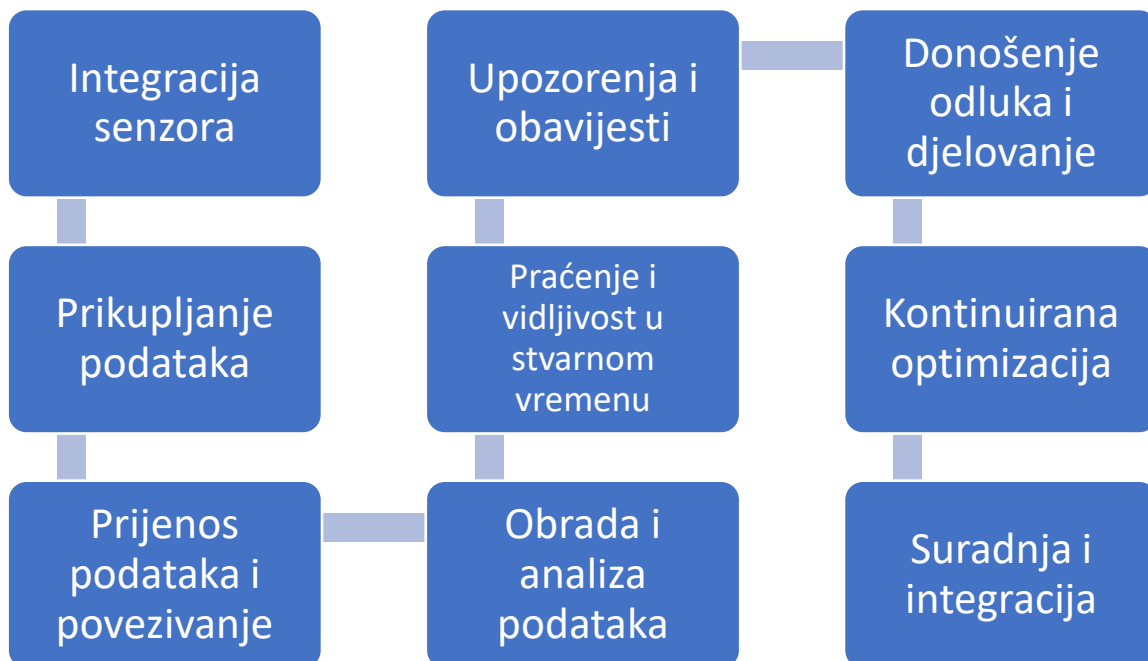 Integracija
senzora
Prikupljanje
podataka
Prijenos
podataka i
povezivanje
Obrada i
analiza
podataka
Praćenje i
vidljivost u
stvarnom
vremenu
Upozorenja i
obavijesti
Donošenje
odluka i
djelovanje
Kontinuirana
optimizacija
Suradnja i
integracija